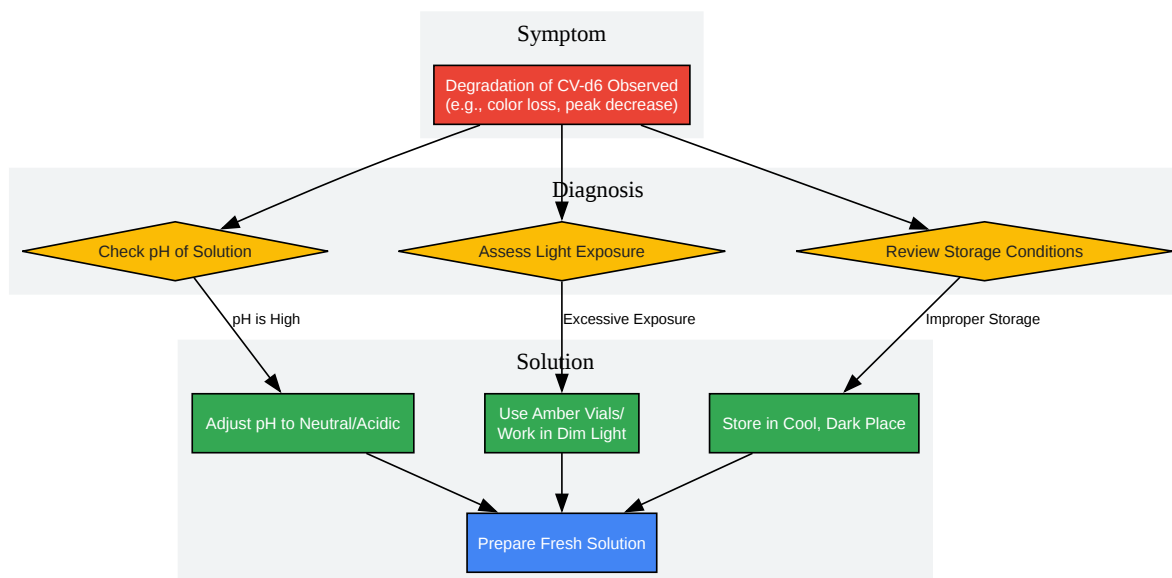 Symptom
Degradation of CV-d6 Observed
(e.g., color loss, peak decrease)
Diagnosis
Check pH of Solution
Assess Light Exposure
Review Storage Conditions
pH is High
Excessive Exposure
Improper Storage
Solution
Adjust pH to Neutral/Acidic
Use Amber Vials/
Work in Dim Light
Store in Cool, Dark Place
Prepare Fresh Solution